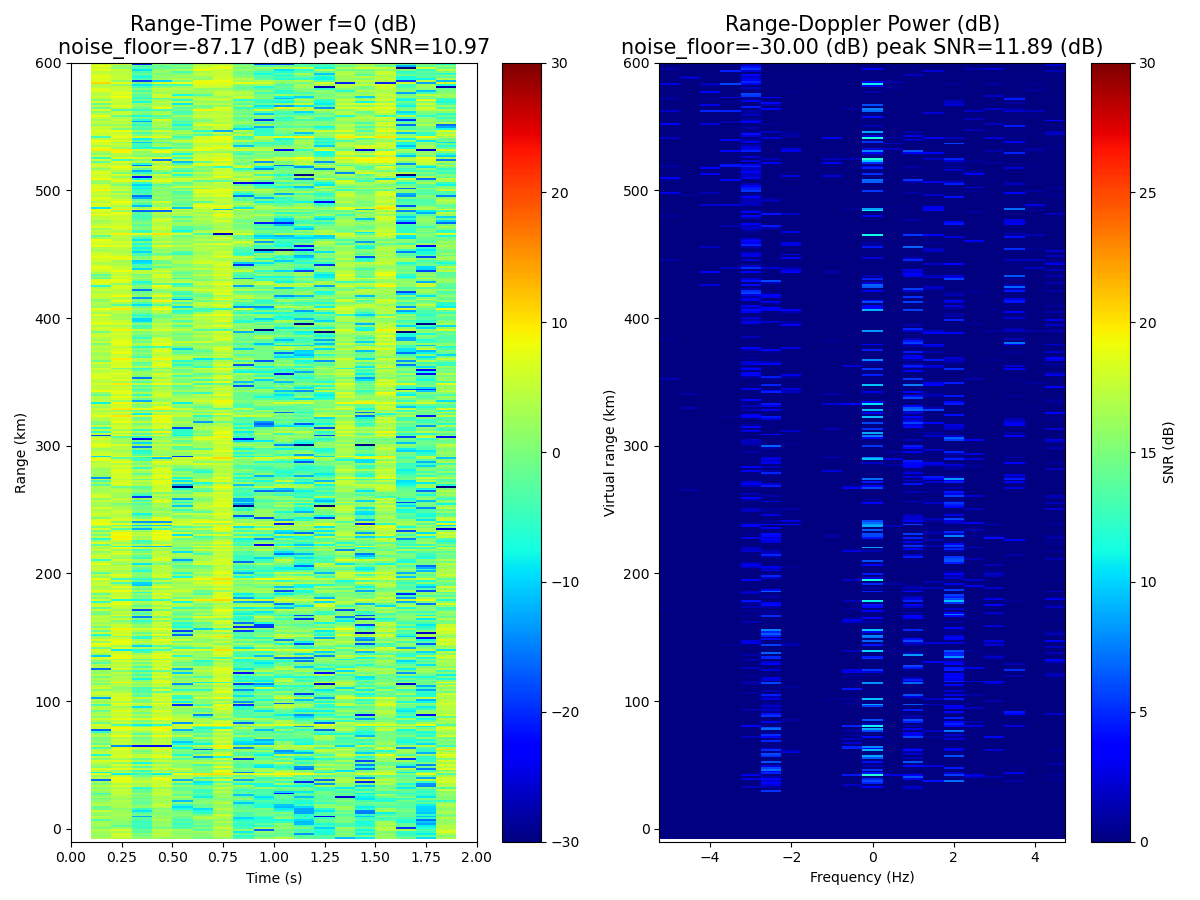 Range-Time Power f=0 (dB)
noise_floor=-87.17 (dB) peak SNR=10.97
Range-Doppler Power (dB)
noise_floor=-30.00 (dB) peak SNR=11.89 (dB)
600
500
400
300
200
100
0
Range (km)
0.00 0.25 0.50 0.75 1.00 1.25 1.50 1.75 2.00
Time (s)
30
20
10
0
−10
−20
−30
600
500
400
300
200
100
0
Virtual range (km)
−4 −2 0 2 4
Frequency (Hz)
30
25
20
15
10
5
0
SNR (dB)